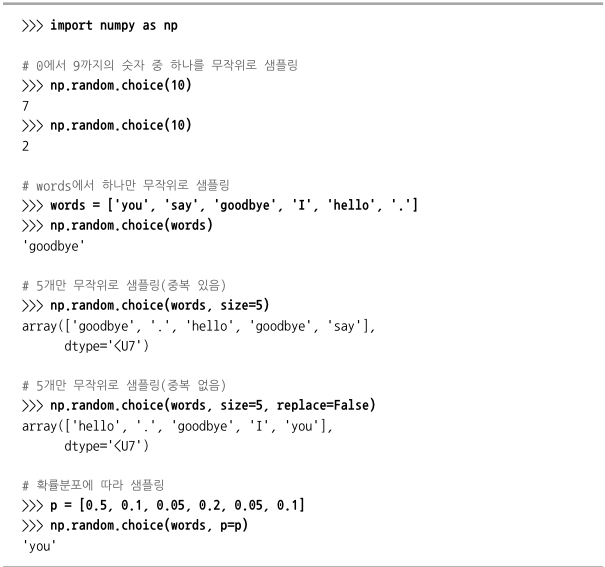 >>> import numpy as np
# 0에서 9까지의 숫자 중 하나를 무작위로 샘플링
>>> np.random.choice(10)
7
>>> np.random.choice(10)
2
# words에서 하나만 무작위로 샘플링
>>> words = ['you', 'say', 'goodbye', 'I', 'hello', '.']
>>> np.random.choice(words)
'goodbye'
# 5개만 무작위로 샘플링(중복 있음)
>>> np.random.choice(words, size=5)
array(['goodbye', '.', 'hello', 'goodbye', 'say'],
      dtype='<U7')
# 5개만 무작위로 샘플링(중복 없음)
>>> np.random.choice(words, size=5, replace=False)
array(['hello', '.', 'goodbye', 'I', 'you'],
      dtype='<U7')
# 확률분포에 따라 샘플링
>>> p = [0.5, 0.1, 0.05, 0.2, 0.05, 0.1]
>>> np.random.choice(words, p=p)
'you'